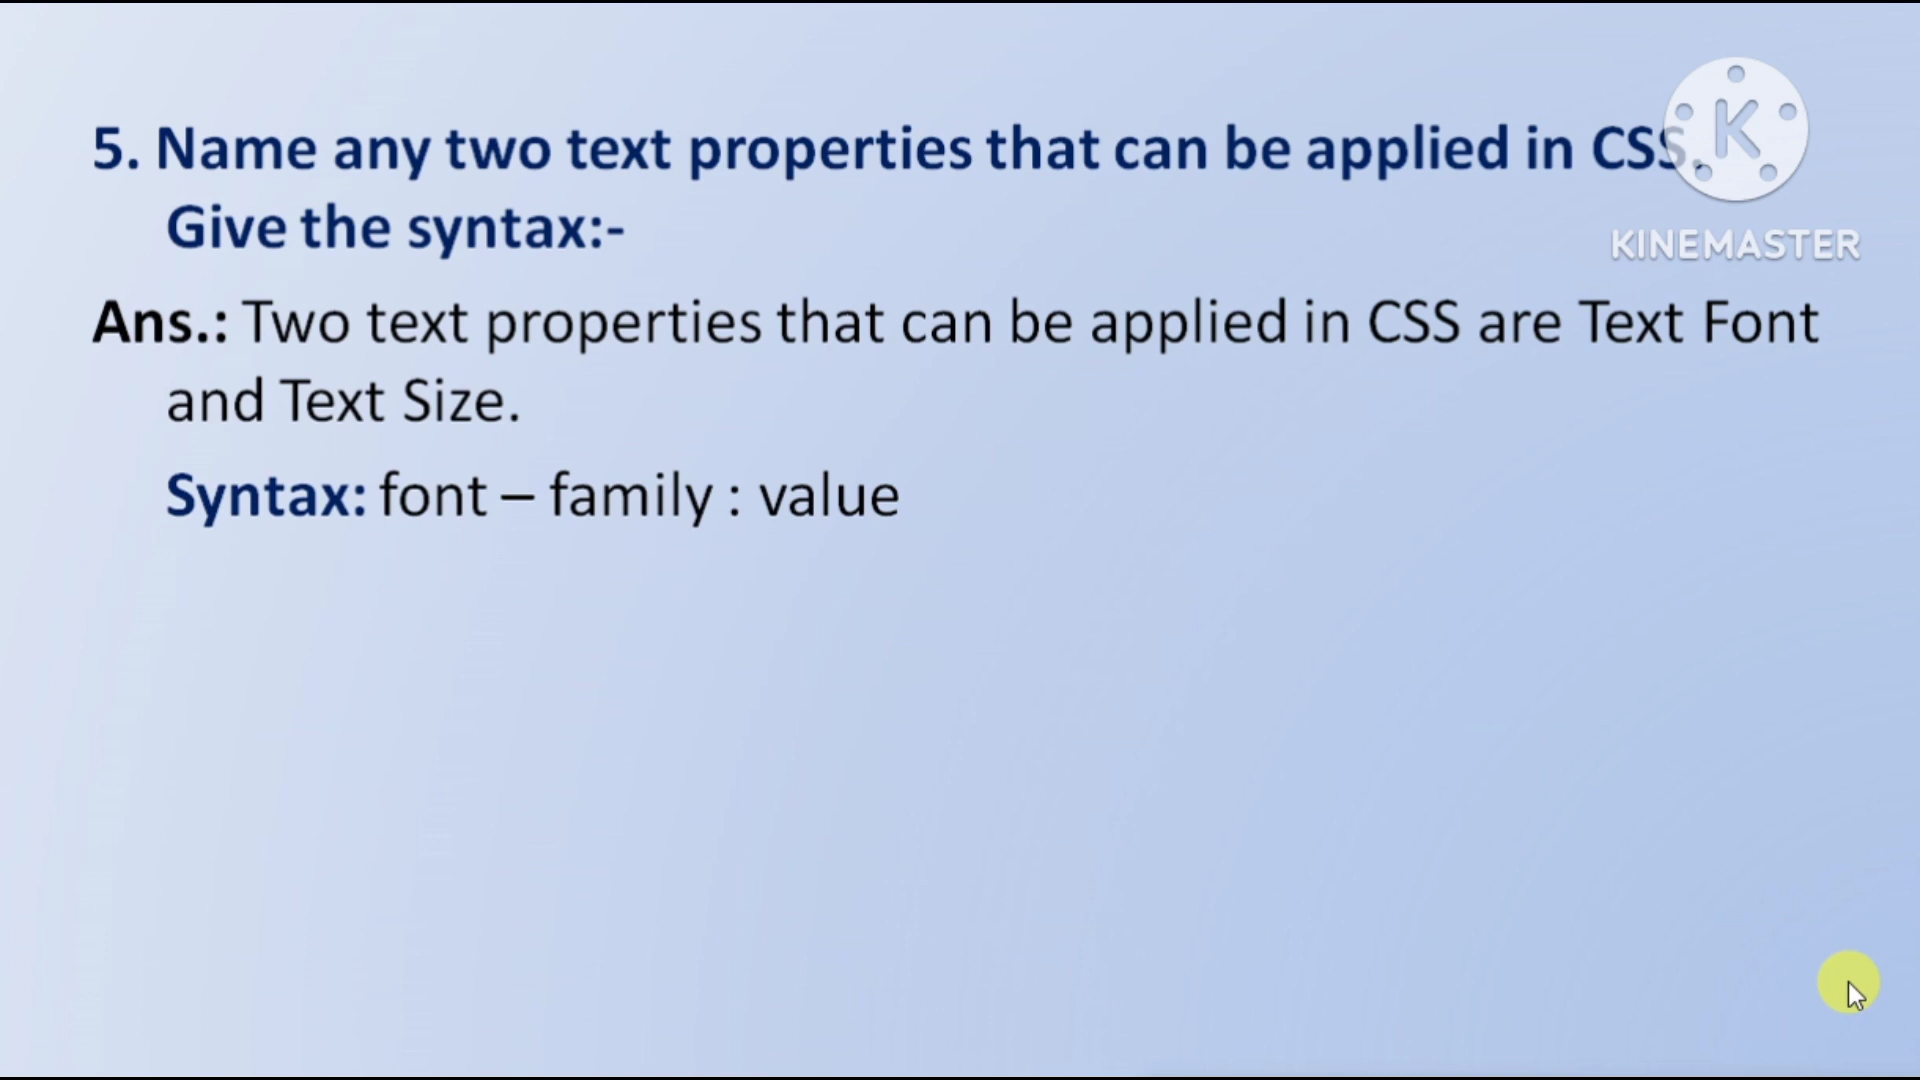 5. Name any two text properties that can be applied in CSS.
Give the syntax:-
Ans.: Two text properties that can be applied in CSS are Text Font
and Text Size.
Syntax: font – family : value
K
KINEMASTER